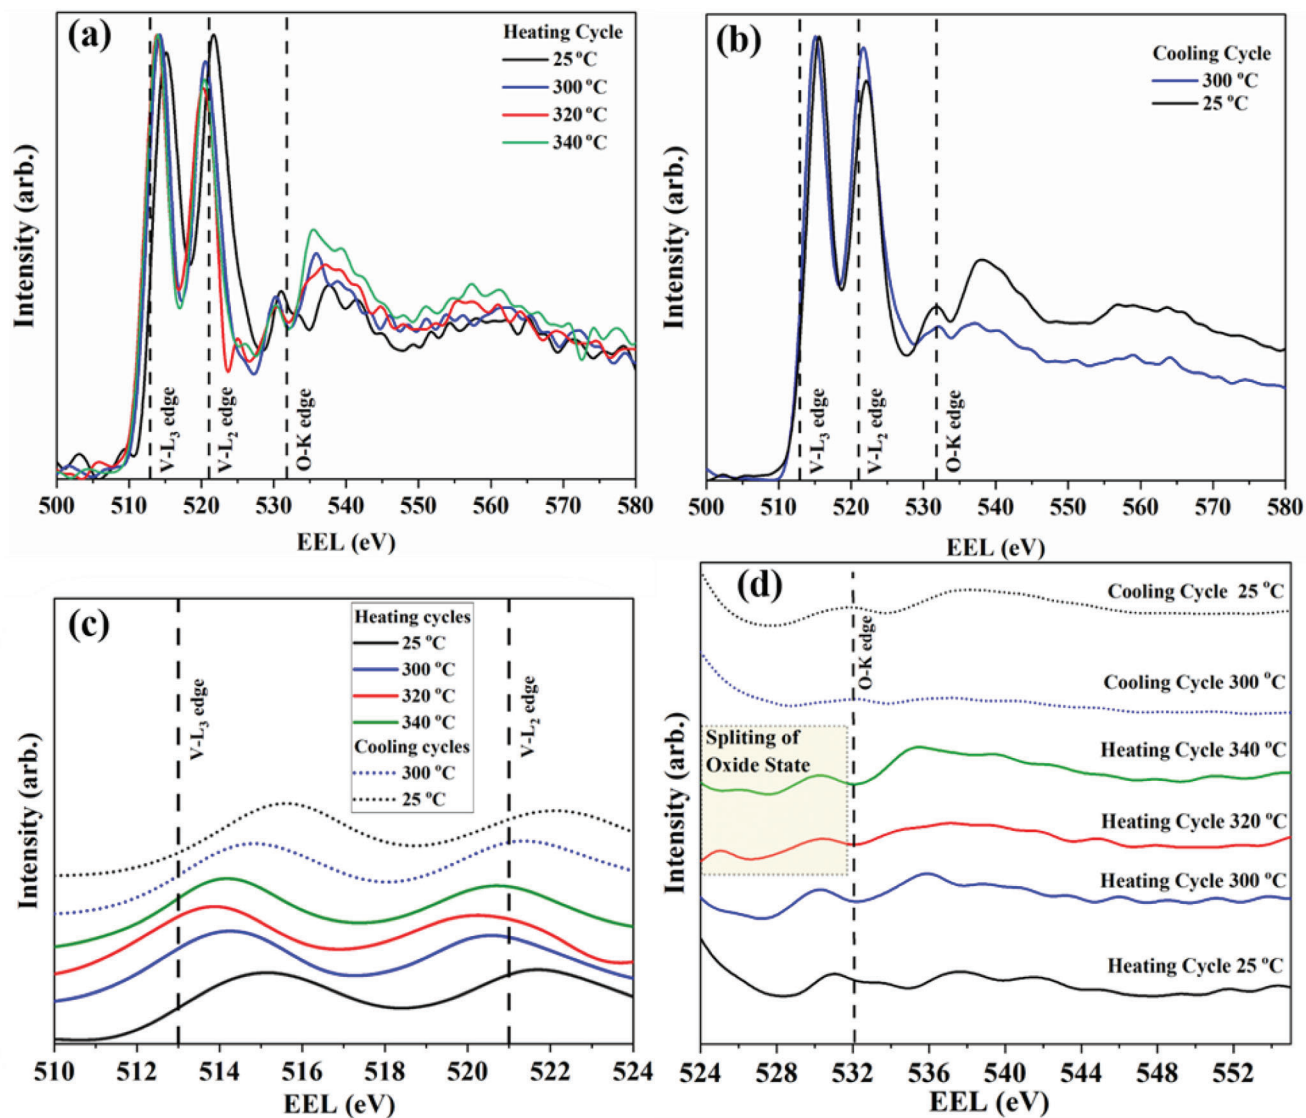 (a)
Heating Cycle
25 °C
300 °C
320 °C
340 °C
Intensity (arb.)
V-L3 edge
V-L2 edge
O-K edge
500 510 520 530 540 550 560 570 580
EEL (eV)
(b)
Cooling Cycle
300 °C
25 °C
Intensity (arb.)
V-L3 edge
V-L2 edge
O-K edge
500 510 520 530 540 550 560 570 580
EEL (eV)
(c)
Heating cycles
25 °C
300 °C
320 °C
340 °C
Cooling cycles
300 °C
25 °C
V-L3 edge
V-L2 edge
Intensity (arb.)
510 512 514 516 518 520 522 524
EEL (eV)
(d)
Cooling Cycle 25 °C
O-K edge
Cooling Cycle 300 °C
Spliting of
Oxide State
Heating Cycle 340 °C
Heating Cycle 320 °C
Heating Cycle 300 °C
Heating Cycle 25 °C
Intensity (arb.)
524 528 532 536 540 544 548 552
EEL (eV)